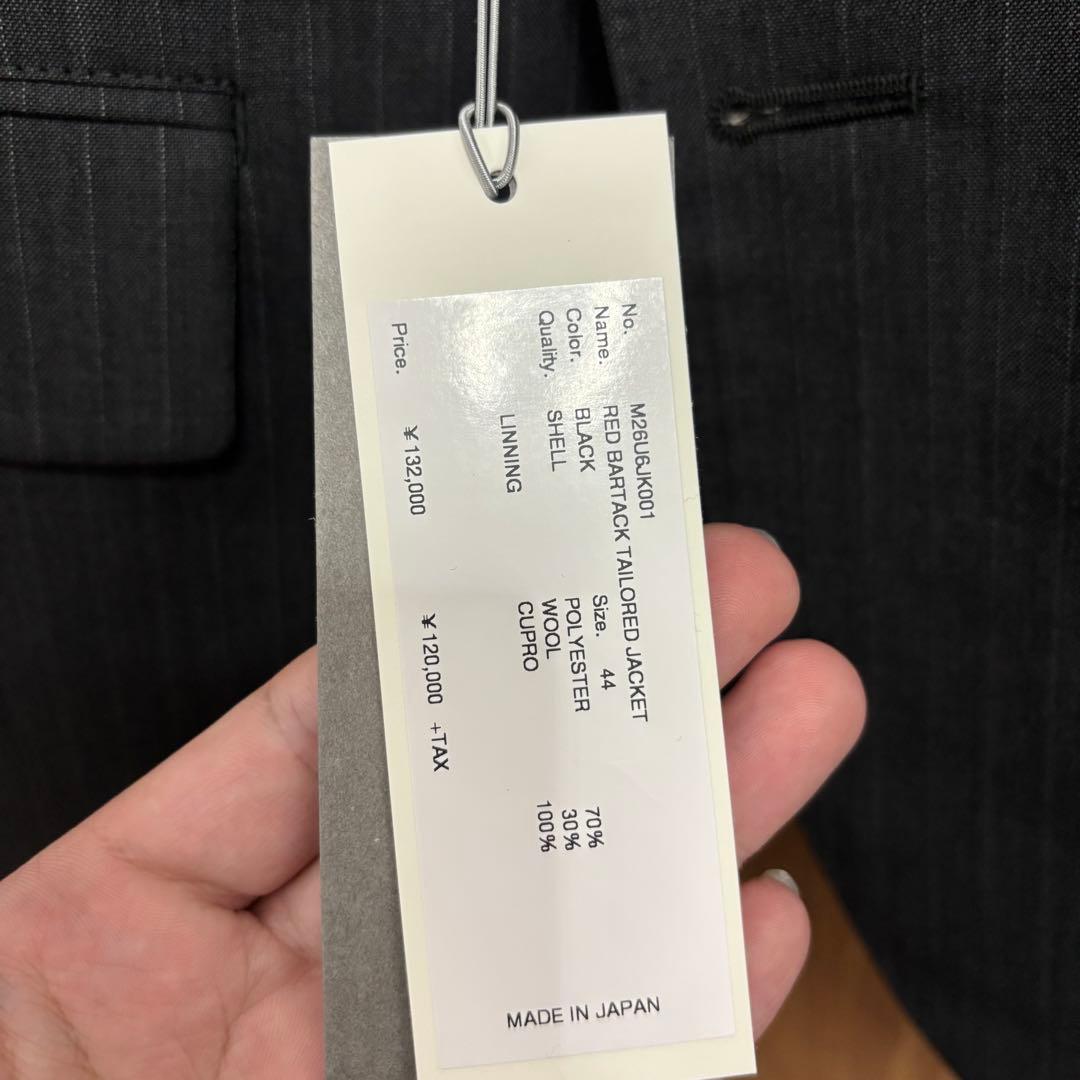 No. M26U6JK001
Name. RED BARTACK TAILORED JACKET
Color. BLACK Size. 44
Quality. SHELL POLYESTER 70%
WOOL 30%
LINNING CUPRO 100%
Price. ¥132,000 ¥120,000 +TAX
MADE IN JAPAN